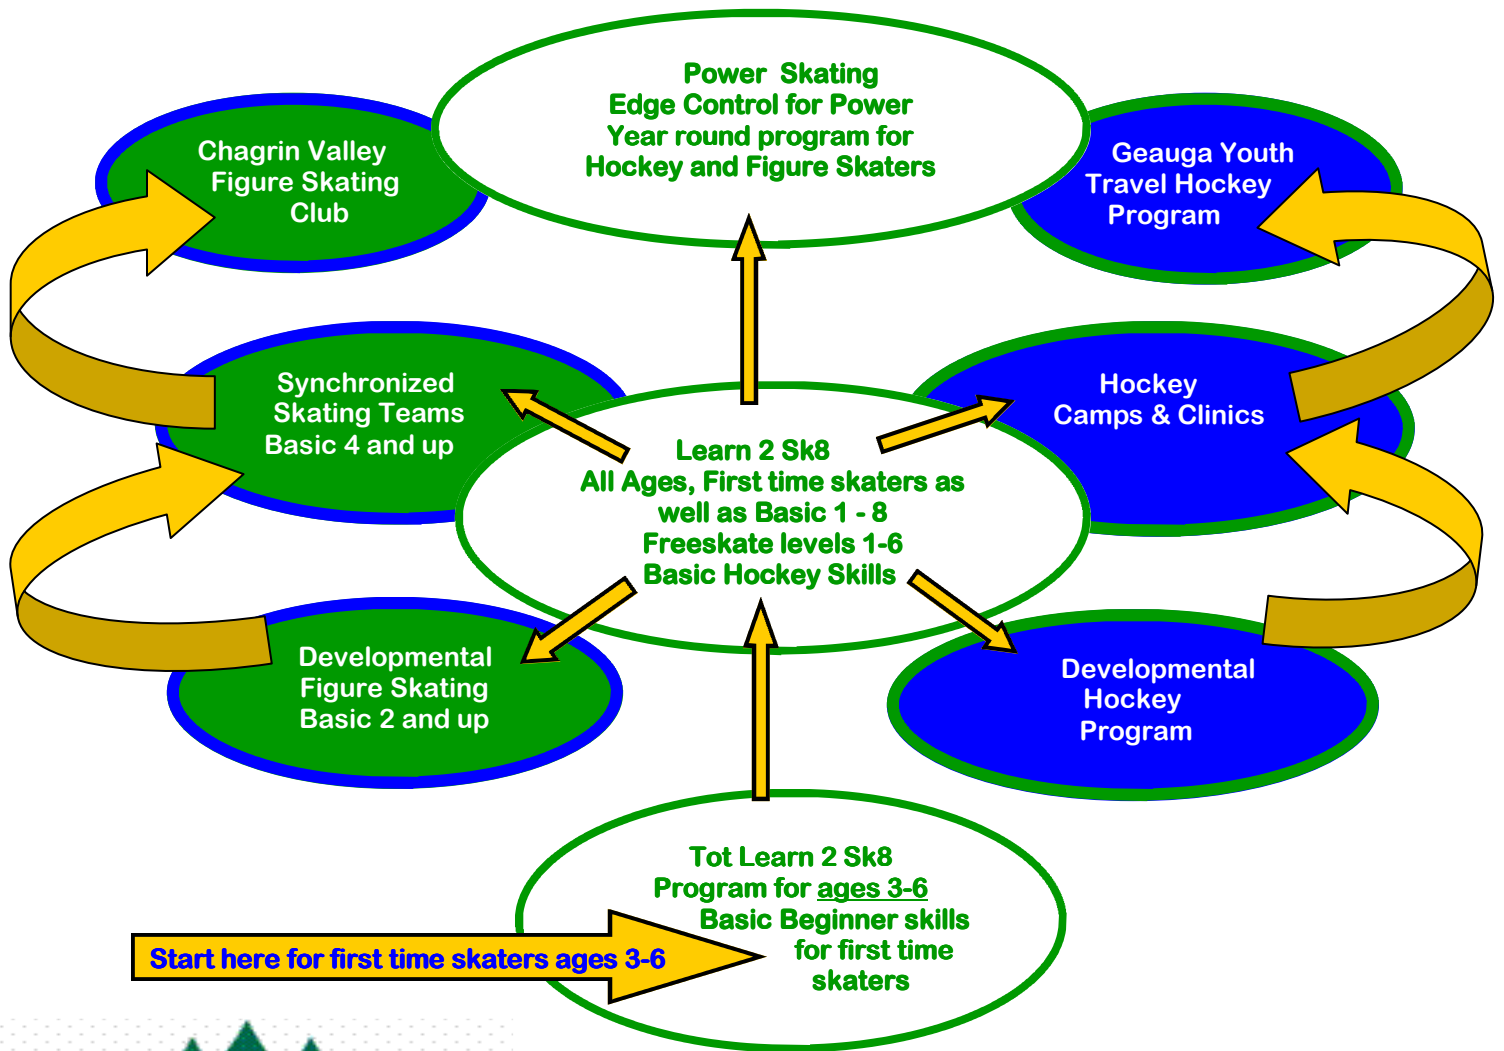 Power Skating
Edge Control for Power
Year round program for
Hockey and Figure Skaters
Chagrin Valley
Figure Skating
Club
Geauga Youth
Travel Hockey
Program
Synchronized
Skating Teams
Basic 4 and up
Hockey
Camps & Clinics
Learn 2 Sk8
All Ages, First time skaters as
well as Basic 1 - 8
Freeskate levels 1-6
Basic Hockey Skills
Developmental
Figure Skating
Basic 2 and up
Developmental
Hockey
Program
Tot Learn 2 Sk8
Program for ages 3-6
Basic Beginner skills
for first time
skaters
Start here for first time skaters ages 3-6